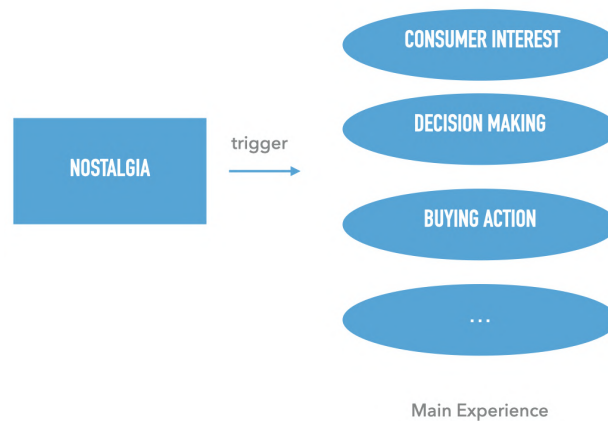 CONSUMER INTEREST
DECISION MAKING
trigger
NOSTALGIA
BUYING ACTION
...
Main Experience